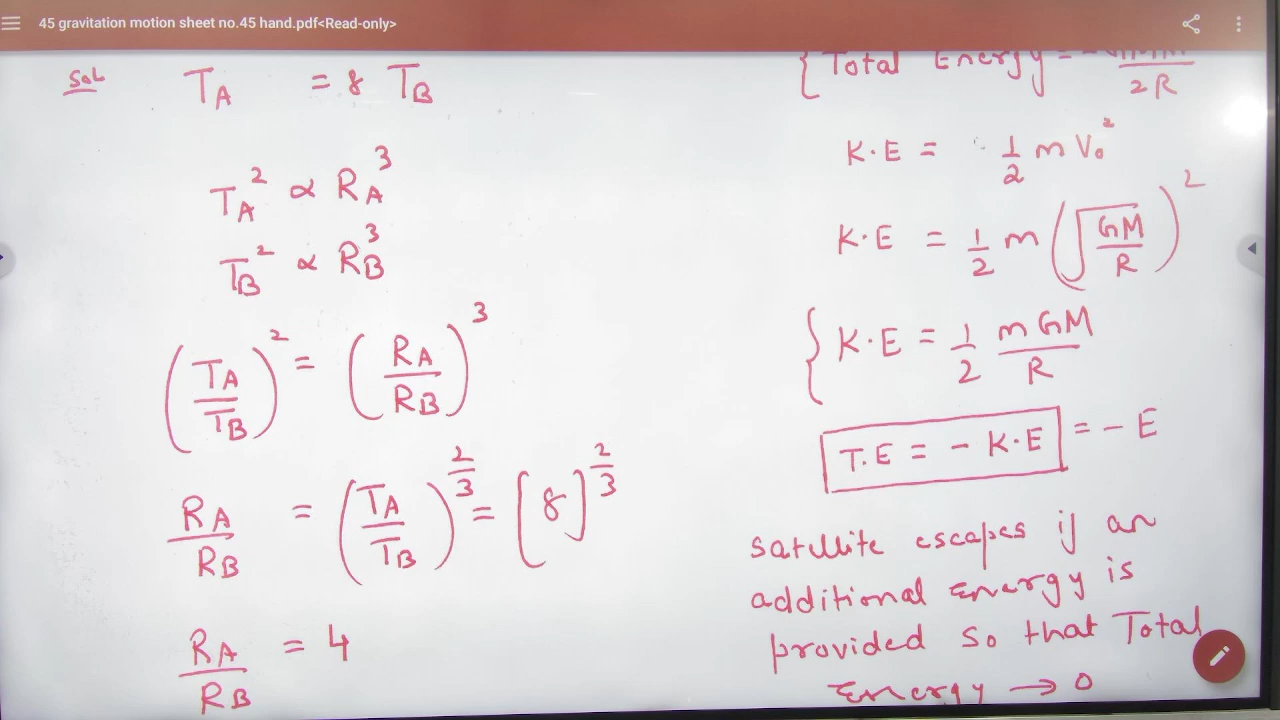 45 gravitation motion sheet no.45 hand.pdf<Read-only>
Sol T_A = 8 T_B
T_A^2 ∝ R_A^3
T_B^2 ∝ R_B^3
(T_A/T_B)^2 = (R_A/R_B)^3
R_A/R_B = (T_A/T_B)^(2/3) = [8]^(2/3)
R_A/R_B = 4
{ Total Energy = - GMm/2R
K.E = 1/2 m V₀^2
K.E = 1/2 m (√(GM/R))^2
{ K.E = 1/2 mGM/R
T.E = - K.E = - E
satellite escapes if an
additional energy is
provided so that Total
Energy → 0